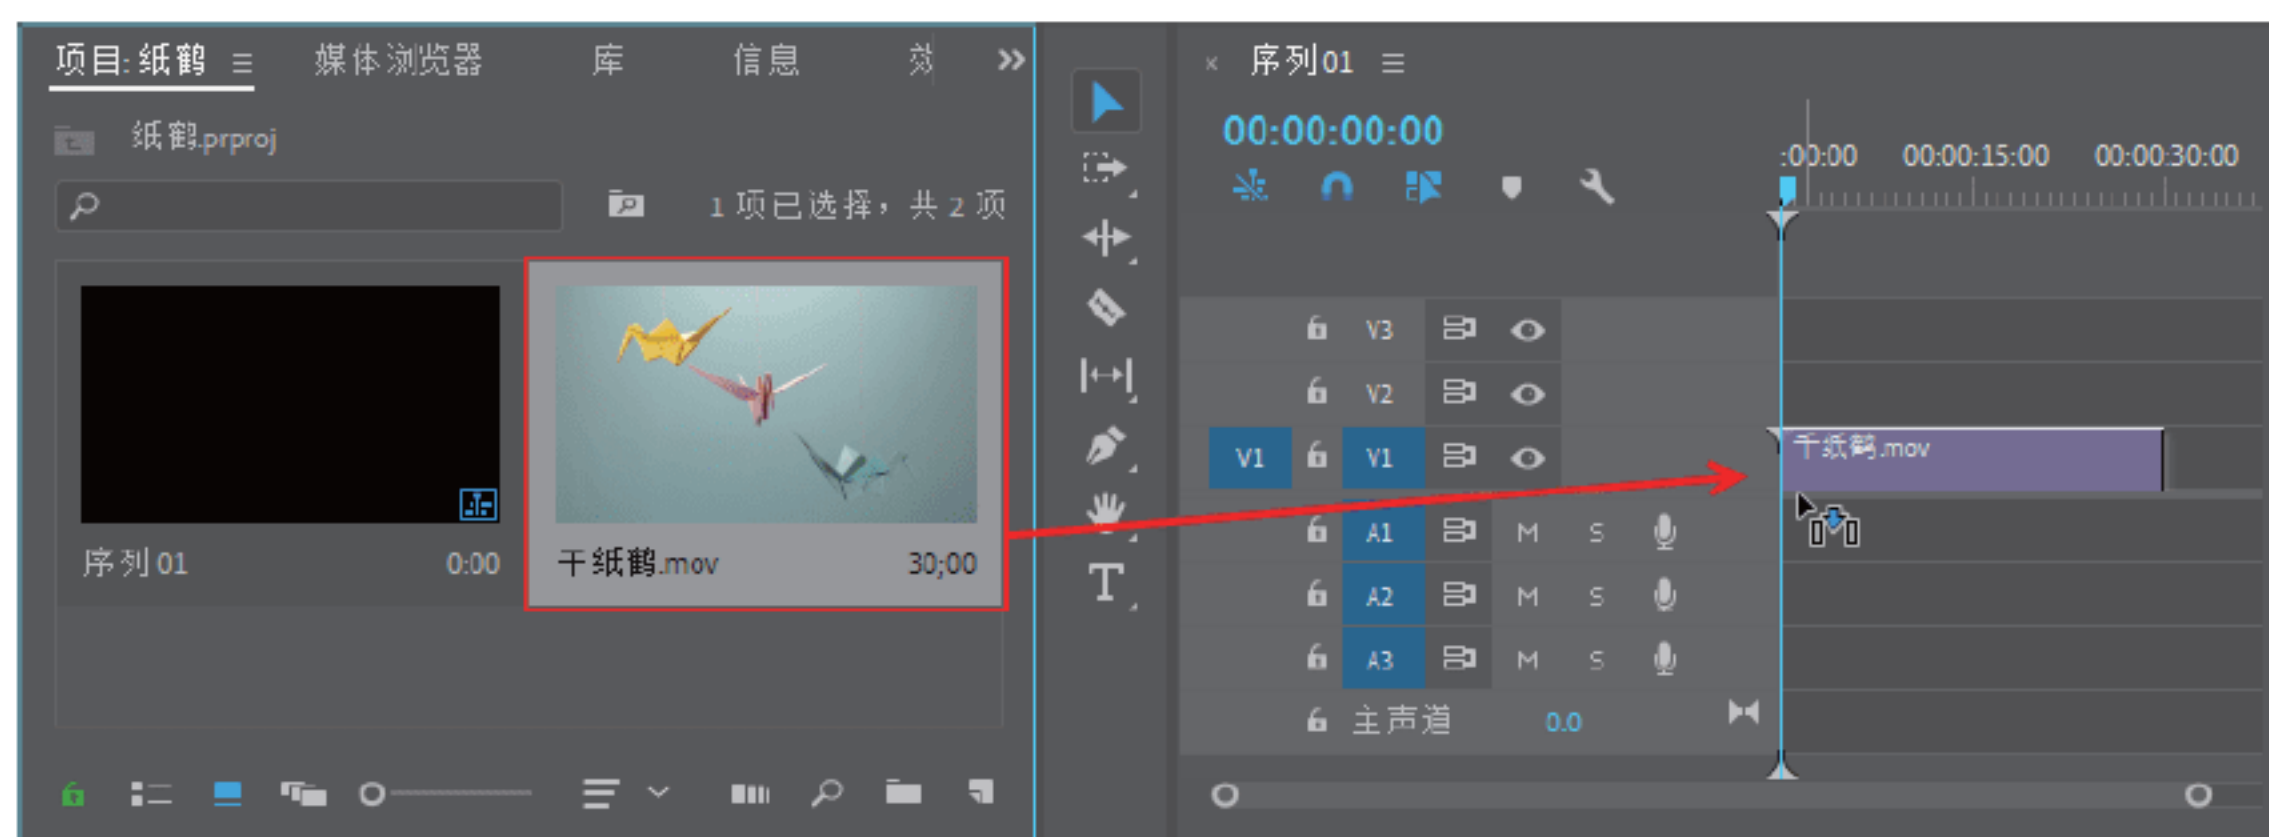 项目: 纸鹤 ☰ 媒体浏览器 库 信息 效 »
纸鹤.prproj
1 项已选择，共 2 项
序列 01 0:00
千纸鹤.mov 30;00
T
× 序列 01 ☰
00:00:00:00
:00:00 00:00:15:00 00:00:30:00
V3
V2
V1 V1 千纸鹤.mov
A1 M S
A2 M S
A3 M S
主声道 0.0